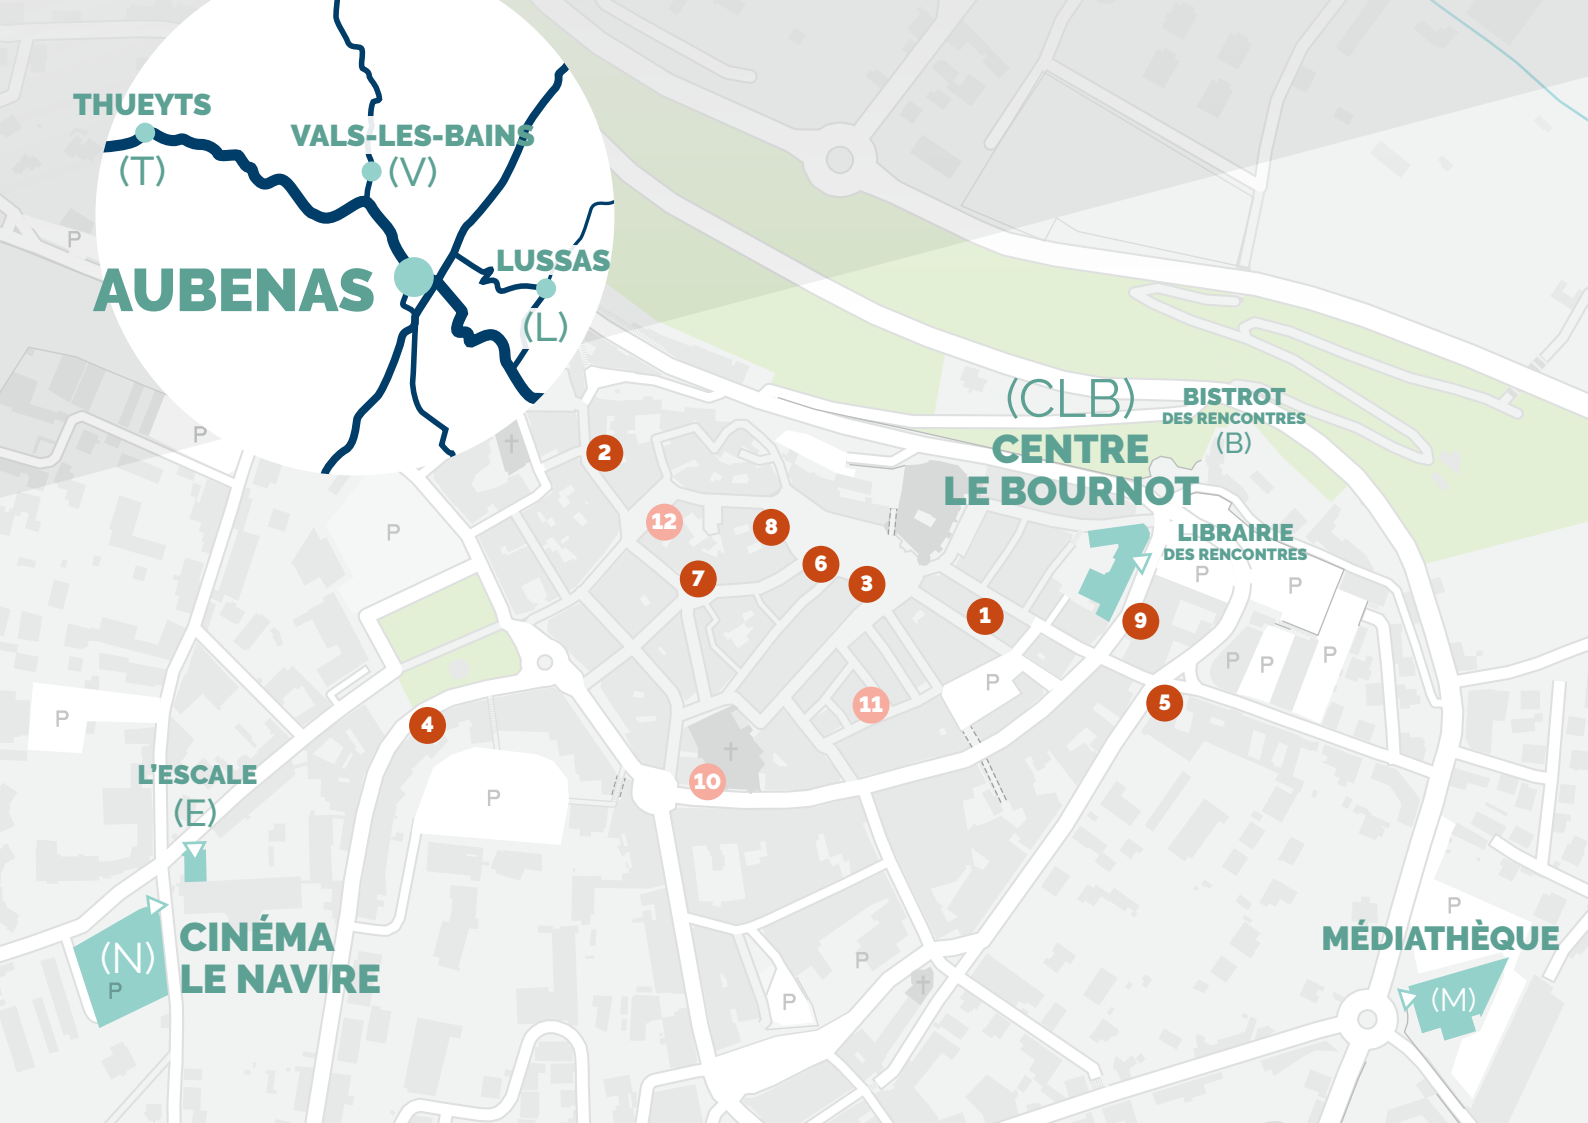 THUEYTS
(T)
VALS-LES-BAINS
(V)
AUBENAS
LUSSAS
(L)
P
P
P
(CLB)
CENTRE
LE BOURNOT
BISTROT
DES RENCONTRES
(B)
LIBRAIRIE
DES RENCONTRES
P
P
2
12
8
7
6
3
1
9
P
P
P
P
5
11
4
10
P
P
L'ESCALE
(E)
CINÉMA
LE NAVIRE
(N)
P
P
P
P
MÉDIATHÈQUE
(M)